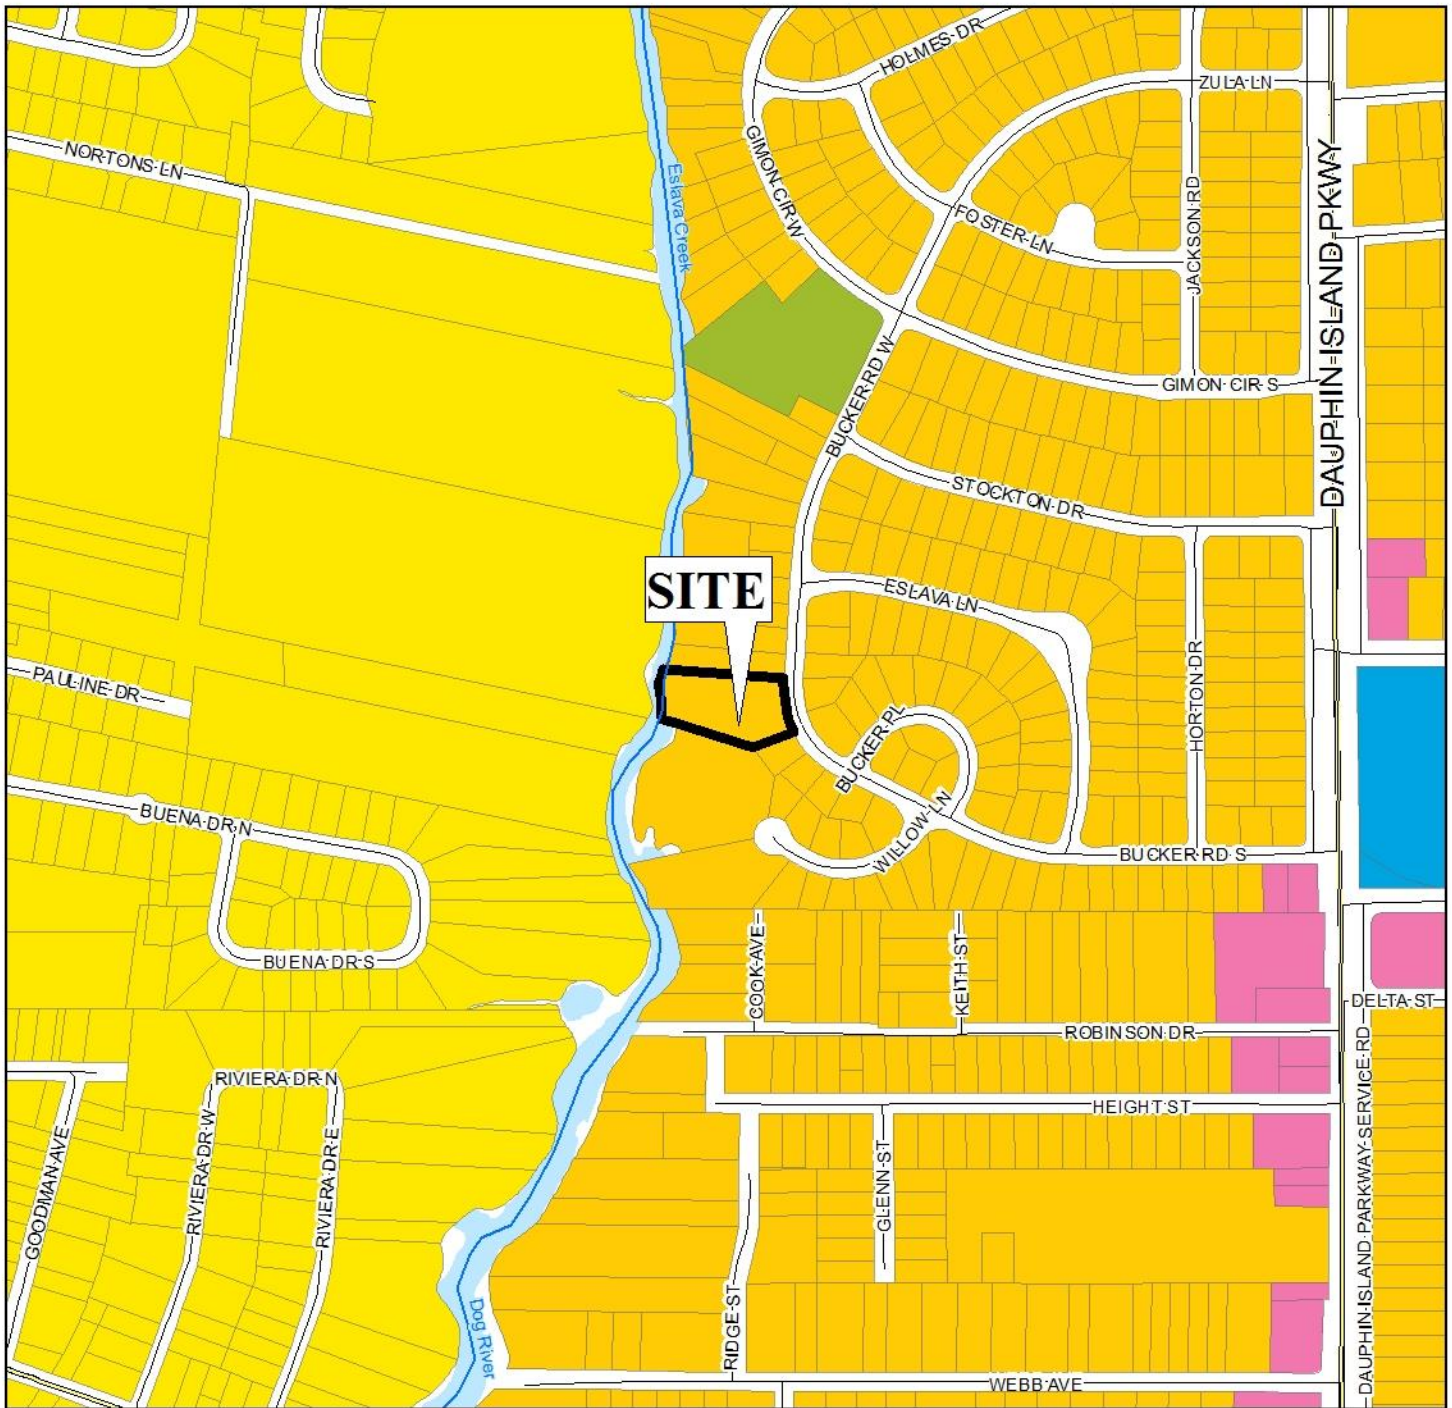 HOLMES DR
ZULA LN
NORTONS LN
GIMON CIR W
Eslava Creek
FOSTER LN
JACKSON RD
DAUPHIN ISLAND PKWY
BUCKER RD W
GIMON CIR S
STOCKTON DR
SITE
ESLAVA LN
PAULINE DR
HORTON DR
BUCKER PL
BUENA DR N
WILLOW LN
BUCKER RD S
BUENA DR S
COOK AVE
KEITH ST
DELTA ST
ROBINSON DR
RIVIERA DR N
HEIGHT ST
GOODMAN AVE
RIVIERA DR W
RIVIERA DR E
GLENN ST
DAUPHIN ISLAND PARKWAY SERVICE RD
Dog River
RIDGE ST
WEBB AVE